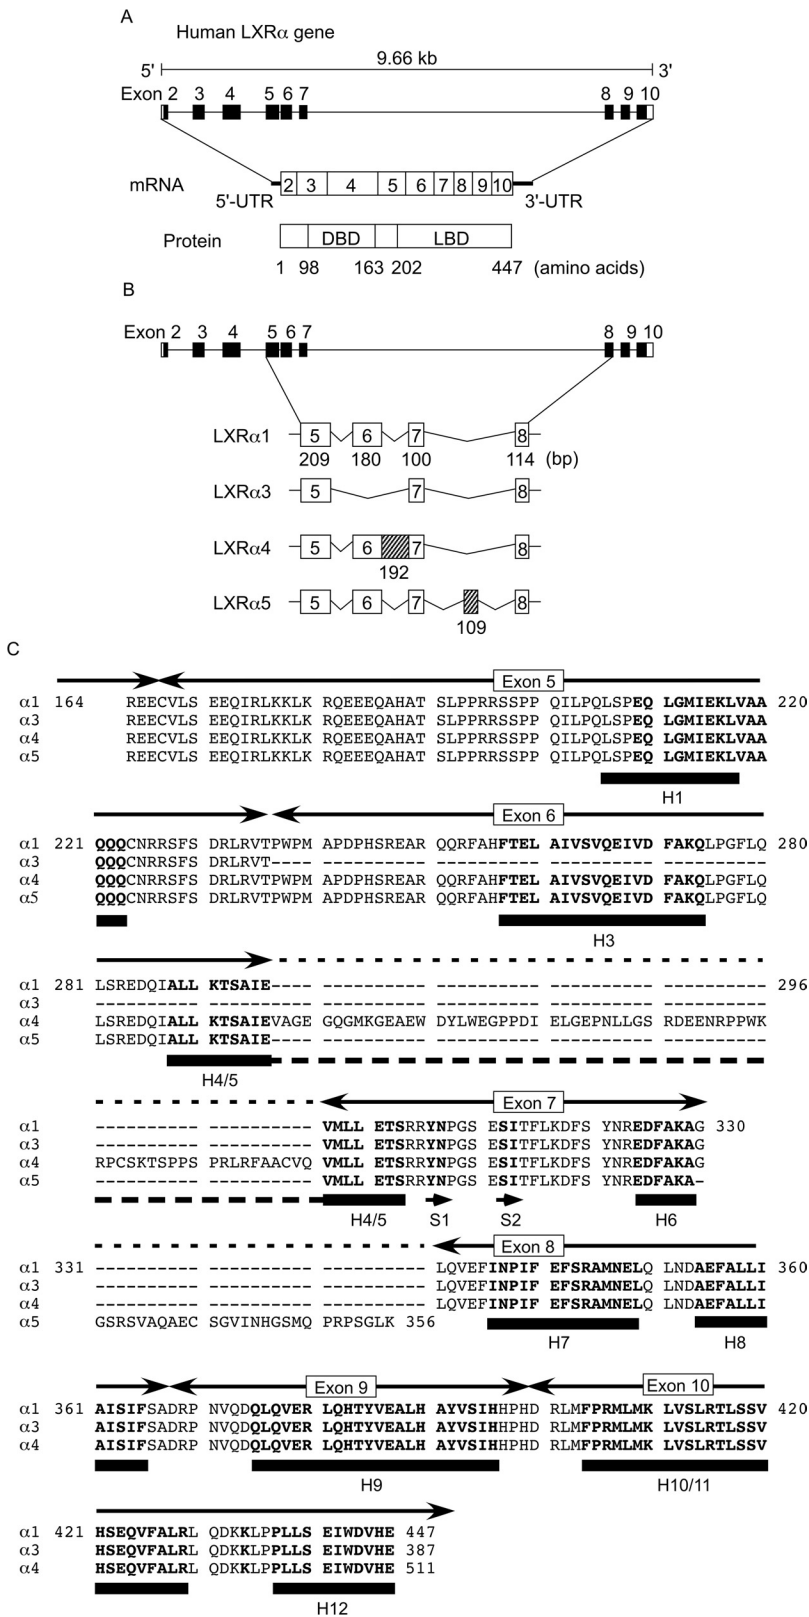 A
Human LXRα gene
9.66 kb
5' 3'
Exon 2 3 4 5 6 7 8 9 10
mRNA 2 3 4 5 6 7 8 9 10
5'-UTR 3'-UTR
Protein DBD LBD
1 98 163 202 447 (amino acids)
B
Exon 2 3 4 5 6 7 8 9 10
LXRα1 5 6 7 8
209 180 100 114 (bp)
LXRα3 5 7 8
LXRα4 5 6 7 8
192
LXRα5 5 6 7 8
109
C
Exon 5
α1 164 REECVLS EEQIRLKKLK RQEEEQAHAT SLPPRRSSPP QILPQLSPEQ LGMIEKLVAA 220
α3 REECVLS EEQIRLKKLK RQEEEQAHAT SLPPRRSSPP QILPQLSPEQ LGMIEKLVAA
α4 REECVLS EEQIRLKKLK RQEEEQAHAT SLPPRRSSPP QILPQLSPEQ LGMIEKLVAA
α5 REECVLS EEQIRLKKLK RQEEEQAHAT SLPPRRSSPP QILPQLSPEQ LGMIEKLVAA
H1
Exon 6
α1 221 QQQCNRRSFS DRLRVTPWPM APDPHSREAR QQRFAHFTEL AIVSVQEIVD FAKQLPGFLQ 280
α3 QQQCNRRSFS DRLRVT---- ---------- ---------- ---------- ----------
α4 QQQCNRRSFS DRLRVTPWPM APDPHSREAR QQRFAHFTEL AIVSVQEIVD FAKQLPGFLQ
α5 QQQCNRRSFS DRLRVTPWPM APDPHSREAR QQRFAHFTEL AIVSVQEIVD FAKQLPGFLQ
H3
α1 281 LSREDQIALL KTSAIE---- ---------- ---------- ---------- ---------- 296
α3 ---------- ---------- ---------- ---------- ---------- ----------
α4 LSREDQIALL KTSAIEVAGE GQGMKGEAEW DYLWEGPPDI ELGEPNLLGS RDEENRPPWK
α5 LSREDQIALL KTSAIE---- ---------- ---------- ---------- ----------
H4/5
Exon 7
α1 ---------- ---------- --VMLL ETSRRYNPGS ESITFLKDFS YNREDFAKAG 330
α3 ---------- ---------- --VMLL ETSRRYNPGS ESITFLKDFS YNREDFAKAG
α4 RPCSKTSPPS PRLRFAACVQ VMLL ETSRRYNPGS ESITFLKDFS YNREDFAKAG
α5 ---------- ---------- --VMLL ETSRRYNPGS ESITFLKDFS YNREDFAKA-
H4/5 S1 S2 H6
Exon 8
α1 331 ---------- ---------- ---------- LQVEFINPIF EFSRAMNELQ LNDAEFALLI 360
α3 ---------- ---------- ---------- LQVEFINPIF EFSRAMNELQ LNDAEFALLI
α4 ---------- ---------- ---------- LQVEFINPIF EFSRAMNELQ LNDAEFALLI
α5 GSRSVAQAEC SGVINHGSMQ PRPSGLK 356
H7 H8
Exon 9 Exon 10
α1 361 AISIFSADRP NVQDQLQVER LQHTYVEALH AYVSIHHPHD RLMFPRMLMK LVSLRTLSSV 420
α3 AISIFSADRP NVQDQLQVER LQHTYVEALH AYVSIHHPHD RLMFPRMLMK LVSLRTLSSV
α4 AISIFSADRP NVQDQLQVER LQHTYVEALH AYVSIHHPHD RLMFPRMLMK LVSLRTLSSV
H9 H10/11
α1 421 HSEQVFALRL QDKKLPPLLS EIWDVHE 447
α3 HSEQVFALRL QDKKLPPLLS EIWDVHE 387
α4 HSEQVFALRL QDKKLPPLLS EIWDVHE 511
H12